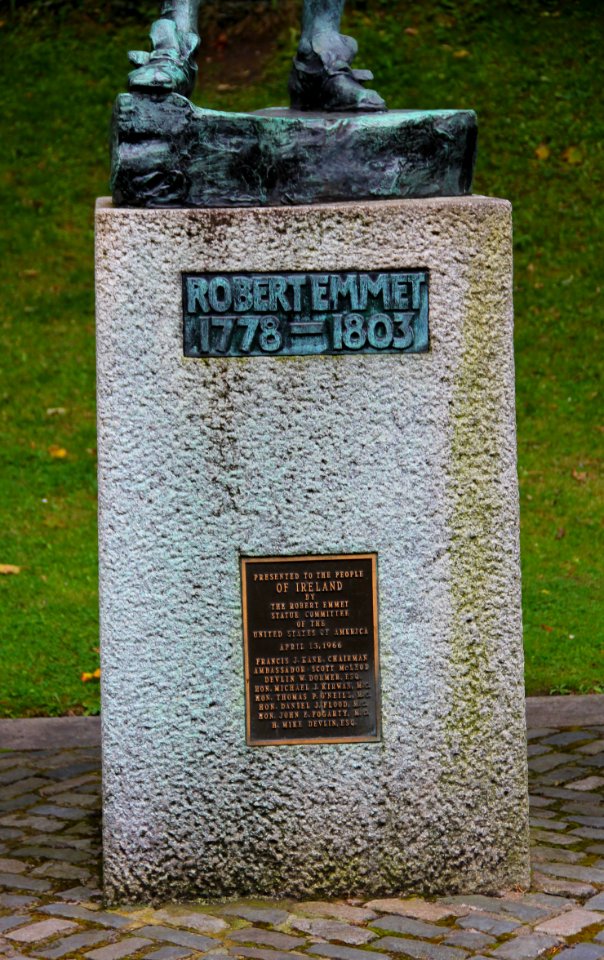 ROBERT EMMET
1778 = 1803
PRESENTED TO THE PEOPLE
OF IRELAND
BY
THE ROBERT EMMET
STATUE COMMITTEE
OF THE
UNITED STATES OF AMERICA
APRIL 13, 1966
FRANCIS J. KANE, CHAIRMAN
AMBASSADOR SCOTT McLEOD
DEVLIN W. DORMER, ESQ.
HON. MICHAEL J. KIRWAN, M.C.
HON. THOMAS P. O'NEILL, M.C.
HON. DANIEL J. FLOOD, M.C.
HON. JOHN E. FOGARTY, M.C.
H. MIKE DEVLIN, ESQ.